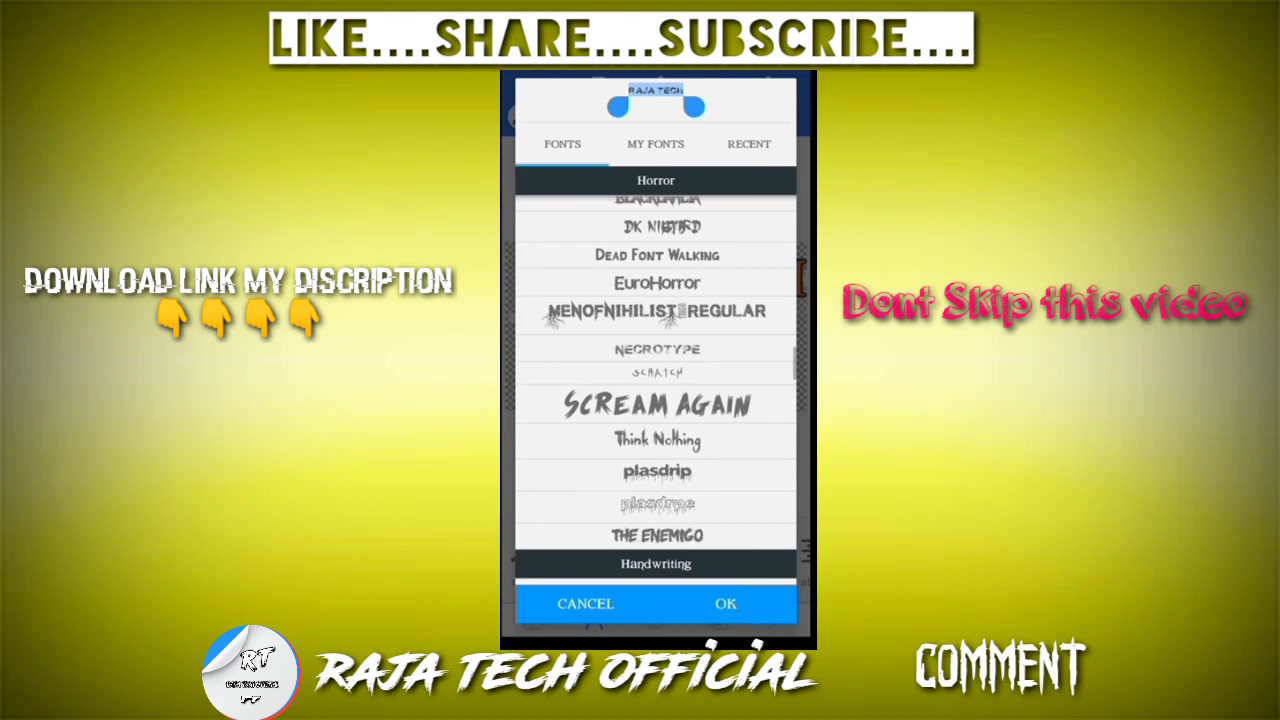 LIKE....SHARE....SUBSCRIBE....
RAJA TECH
FONTS MY FONTS RECENT
Horror
DK
Dead Font Walking
EuroHorror
MENOFNIHILIST REGULAR
NECROTYPE
SCRATCH
SCREAM AGAIN
Think Nothing
plasdrip
plasdrpe
THE ENEMIGO
Handwriting
CANCEL OK
DOWNLOAD LINK MY DISCRIPTION
👇👇👇👇
Dont Skip this video
RT
RAJA TECH OFFICIAL
COMMENT